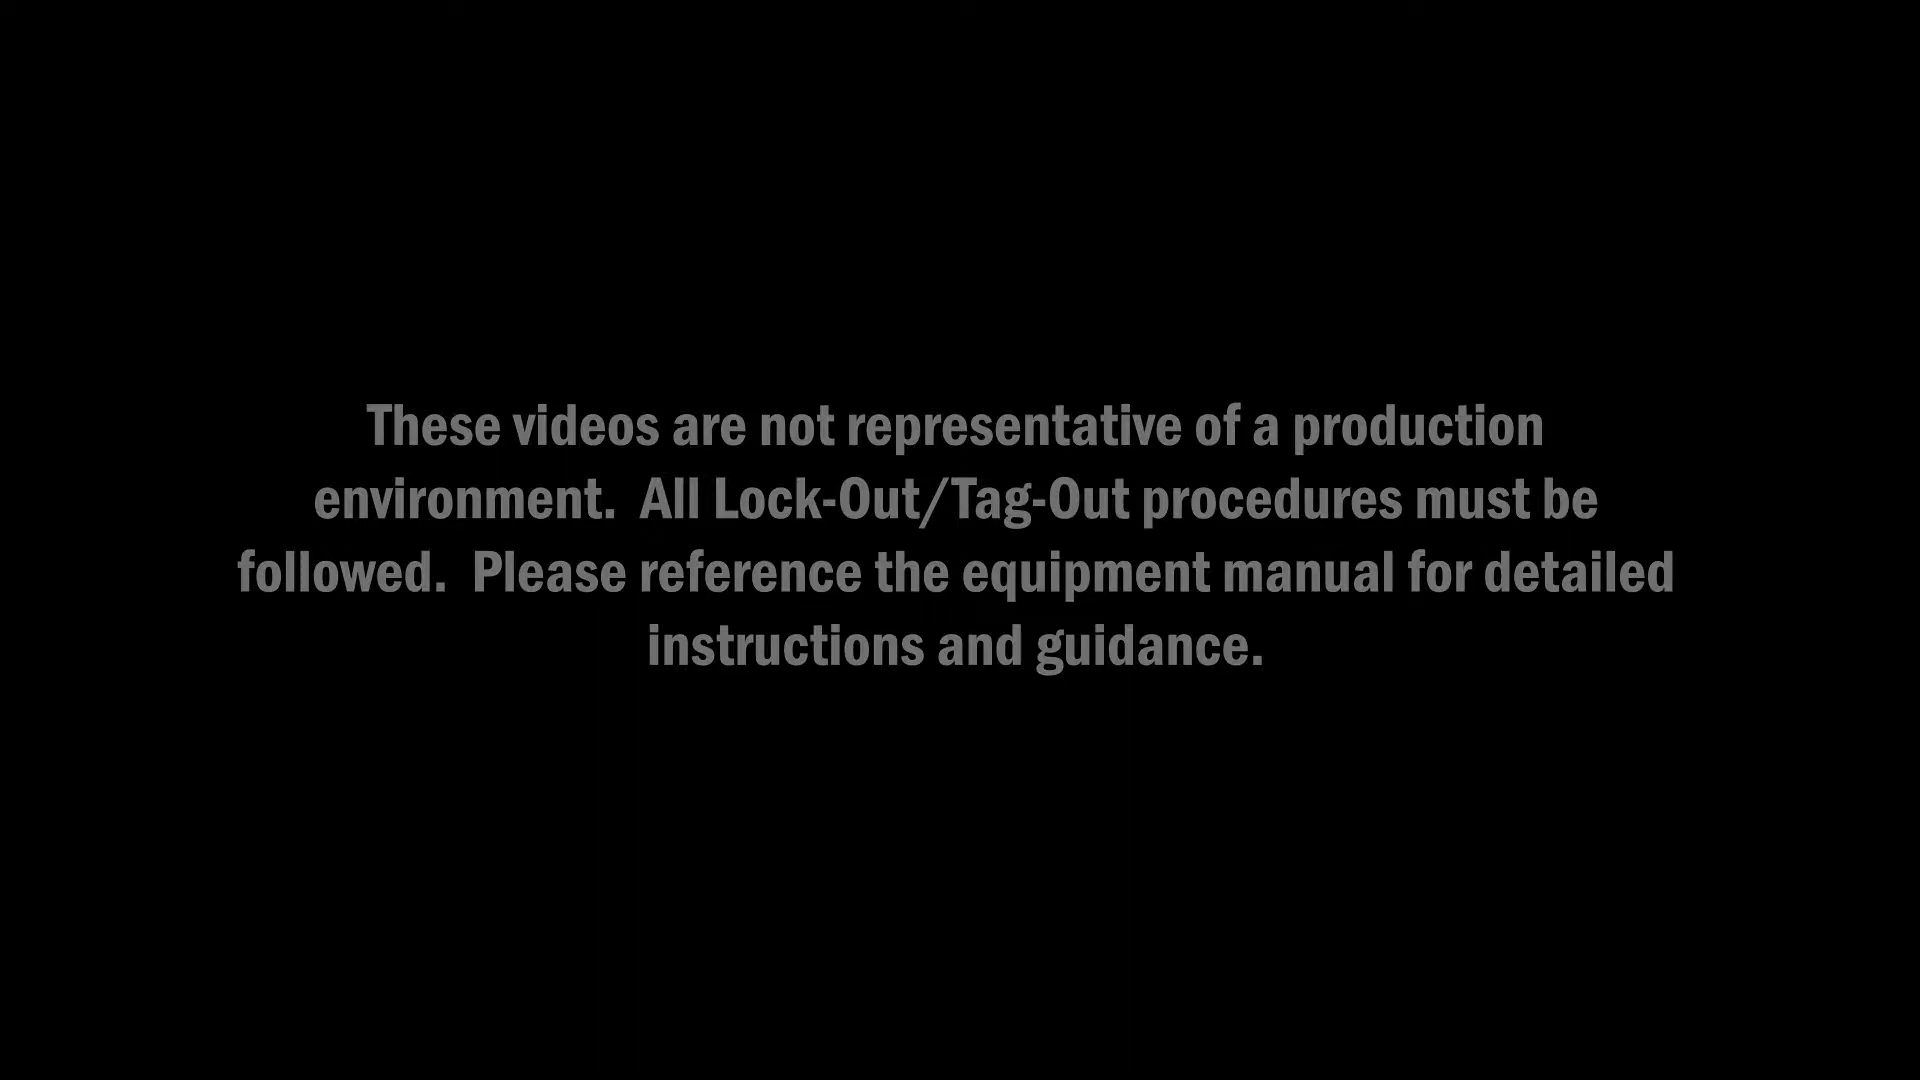 These videos are not representative of a production
environment.  All Lock-Out/Tag-Out procedures must be
followed.  Please reference the equipment manual for detailed
instructions and guidance.